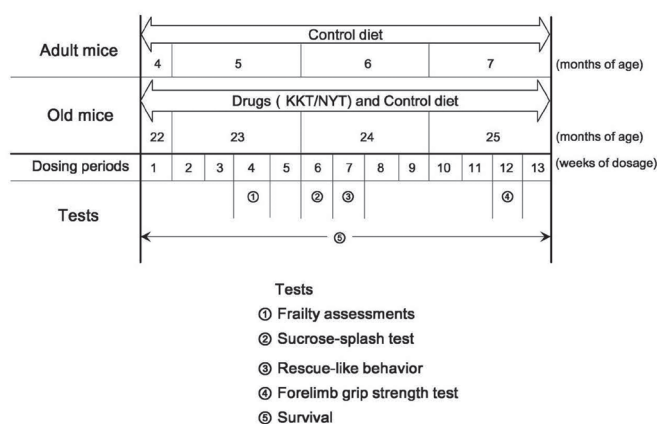 Control diet
Adult mice
4 5 6 7 (months of age)
Drugs ( KKT/NYT) and Control diet
Old mice
22 23 24 25 (months of age)
Dosing periods 1 2 3 4 5 6 7 8 9 10 11 12 13 (weeks of dosage)
① ② ③ ④
Tests
⑤
Tests
① Frailty assessments
② Sucrose-splash test
③ Rescue-like behavior
④ Forelimb grip strength test
⑤ Survival